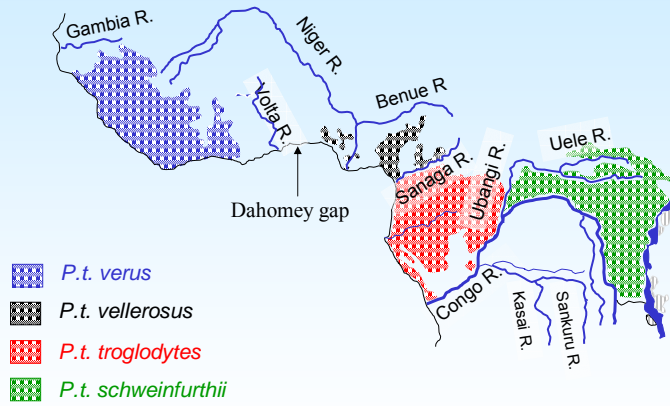 Gambia R.
Niger R.
Volta R.
Benue R
Dahomey gap
Sanaga R.
Ubangi R.
Uele R.
Congo R.
Kasai R.
Sankuru R.
P.t. verus
P.t. vellerosus
P.t. troglodytes
P.t. schweinfurthii